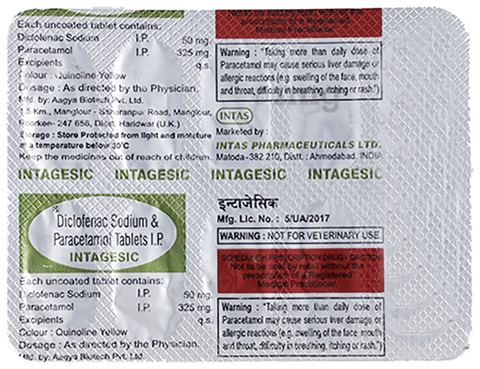 Each uncoated tablet contains:
Diclofenac Sodium I.P. 50 mg.
Paracetamol I.P. 325 mg.
Excipients q.s.
Colour : Quinoline Yellow
Dosage : As directed by the Physician.
Mfg. by: Aagya Biotech Pvt. Ltd.
1.5 Km., Manglour - Saharanpur Road, Manglour,
Roorkee- 247 656, Distt. Haridwar (U.K.)
Storage : Store Protected from light and moisture
at a temperature below 30°C
Keep the medicines out of reach of children.
prescription of a Registered
Medical Practitioner
Warning : "Taking more than daily dose of
Paracetamol may cause serious liver damage or
allergic reactions (e.g. swelling of the face, mouth
and throat, difficulty in breathing, itching or rash.")
INTAS
Marketed by :
INTAS PHARMACEUTICALS LTD.
Matoda-382 210, Distt. : Ahmedabad. INDIA
INTAGESIC INTAGESIC INTAGESIC INTAGESIC
Diclofenac Sodium &
Paracetamol Tablets I.P.
INTAGESIC
Each uncoated tablet contains:
Diclofenac Sodium I.P. 50 mg.
Paracetamol I.P. 325 mg.
Excipients q.s.
Colour : Quinoline Yellow
Dosage : As directed by the Physician.
Mfg. by: Aagya Biotech Pvt. Ltd.
इन्टाजेसिक
Mfg. Lic. No. : 5/UA/2017
WARNING : NOT FOR VETERINARY USE
SCHEDULE H PRESCRIPTION DRUG - CAUTION
Not to be sold by retail without the
prescription of a Registered
Medical Practitioner
Warning : "Taking more than daily dose of
Paracetamol may cause serious liver damage or
allergic reactions (e.g. swelling of the face, mouth
and throat, difficulty in breathing, itching or rash.")